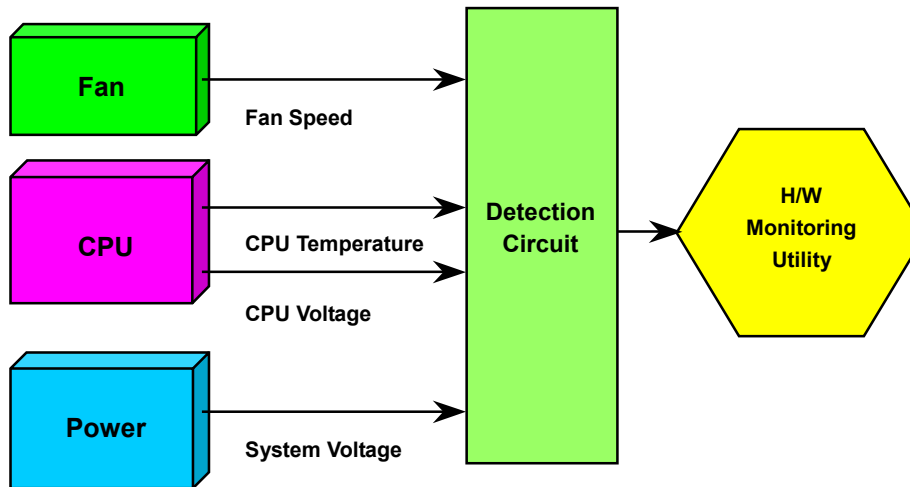 Fan
Fan Speed
CPU
CPU Temperature
CPU Voltage
Power
System Voltage
Detection
Circuit
H/W
Monitoring
Utility